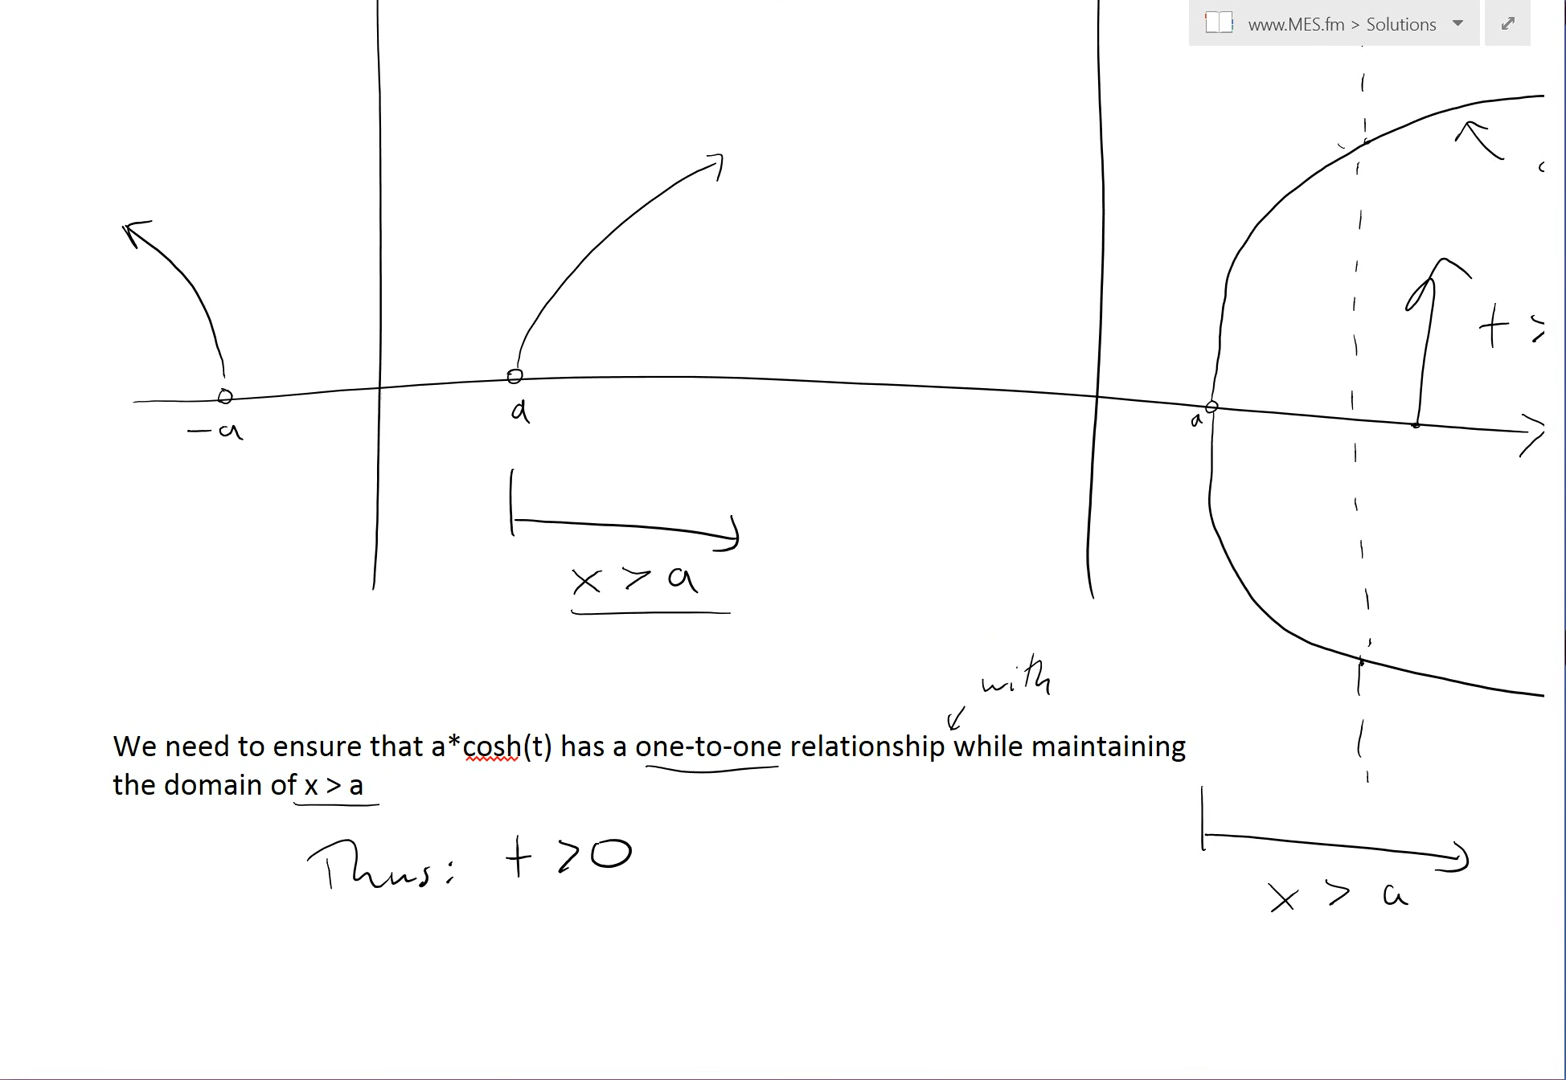 www.MES.fm > Solutions
t >
-a
a
a
x > a
with
We need to ensure that a*cosh(t) has a one-to-one relationship while maintaining
the domain of x > a
Thus: t > 0
x > a